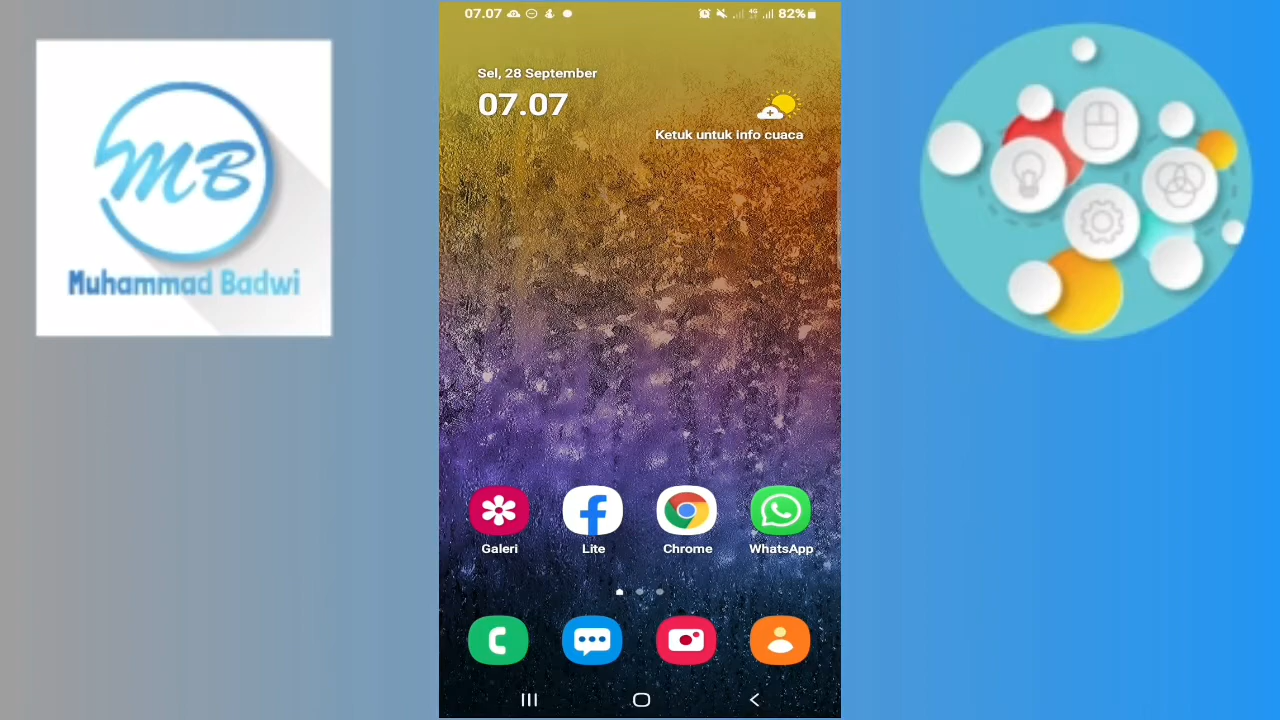 MB
Muhammad Badwi
07.07
4G
82%
Sel, 28 September
07.07
Ketuk untuk info cuaca
Galeri
Lite
Chrome
WhatsApp